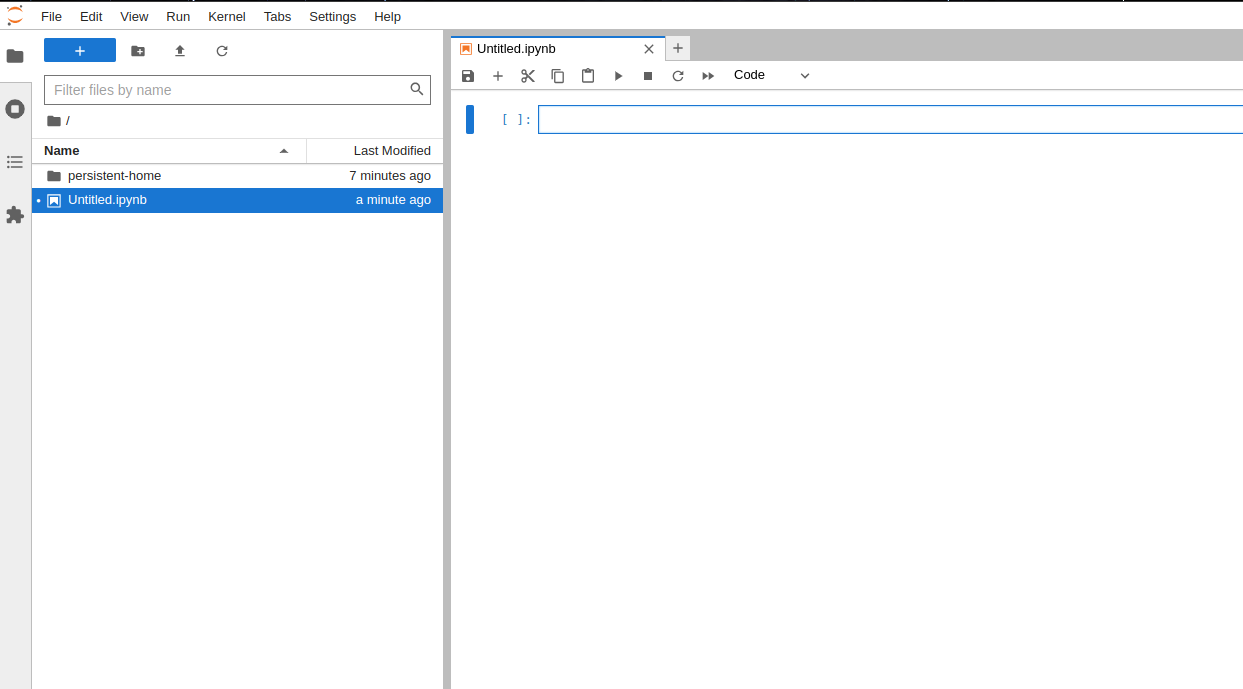 File Edit View Run Kernel Tabs Settings Help
Filter files by name
/
Name Last Modified
persistent-home 7 minutes ago
Untitled.ipynb a minute ago
Untitled.ipynb
Code
[ ]: